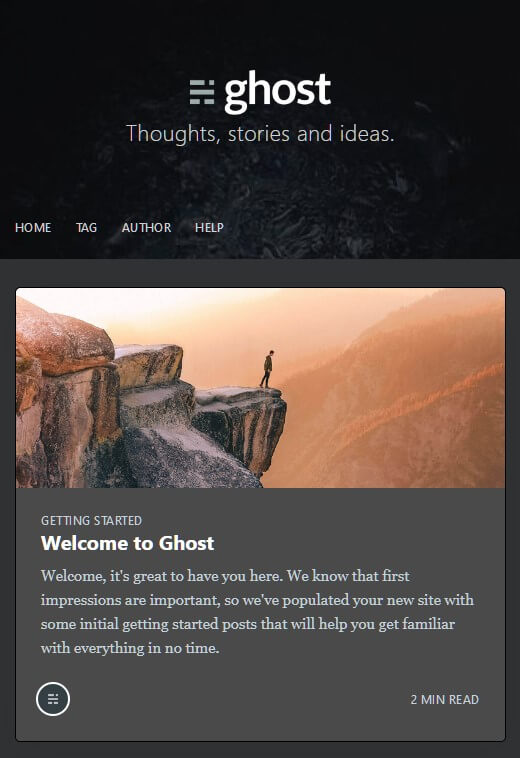 ghost
Thoughts, stories and ideas.
HOME TAG AUTHOR HELP
GETTING STARTED
Welcome to Ghost
Welcome, it's great to have you here. We know that first
impressions are important, so we've populated your new site with
some initial getting started posts that will help you get familiar
with everything in no time.
2 MIN READ